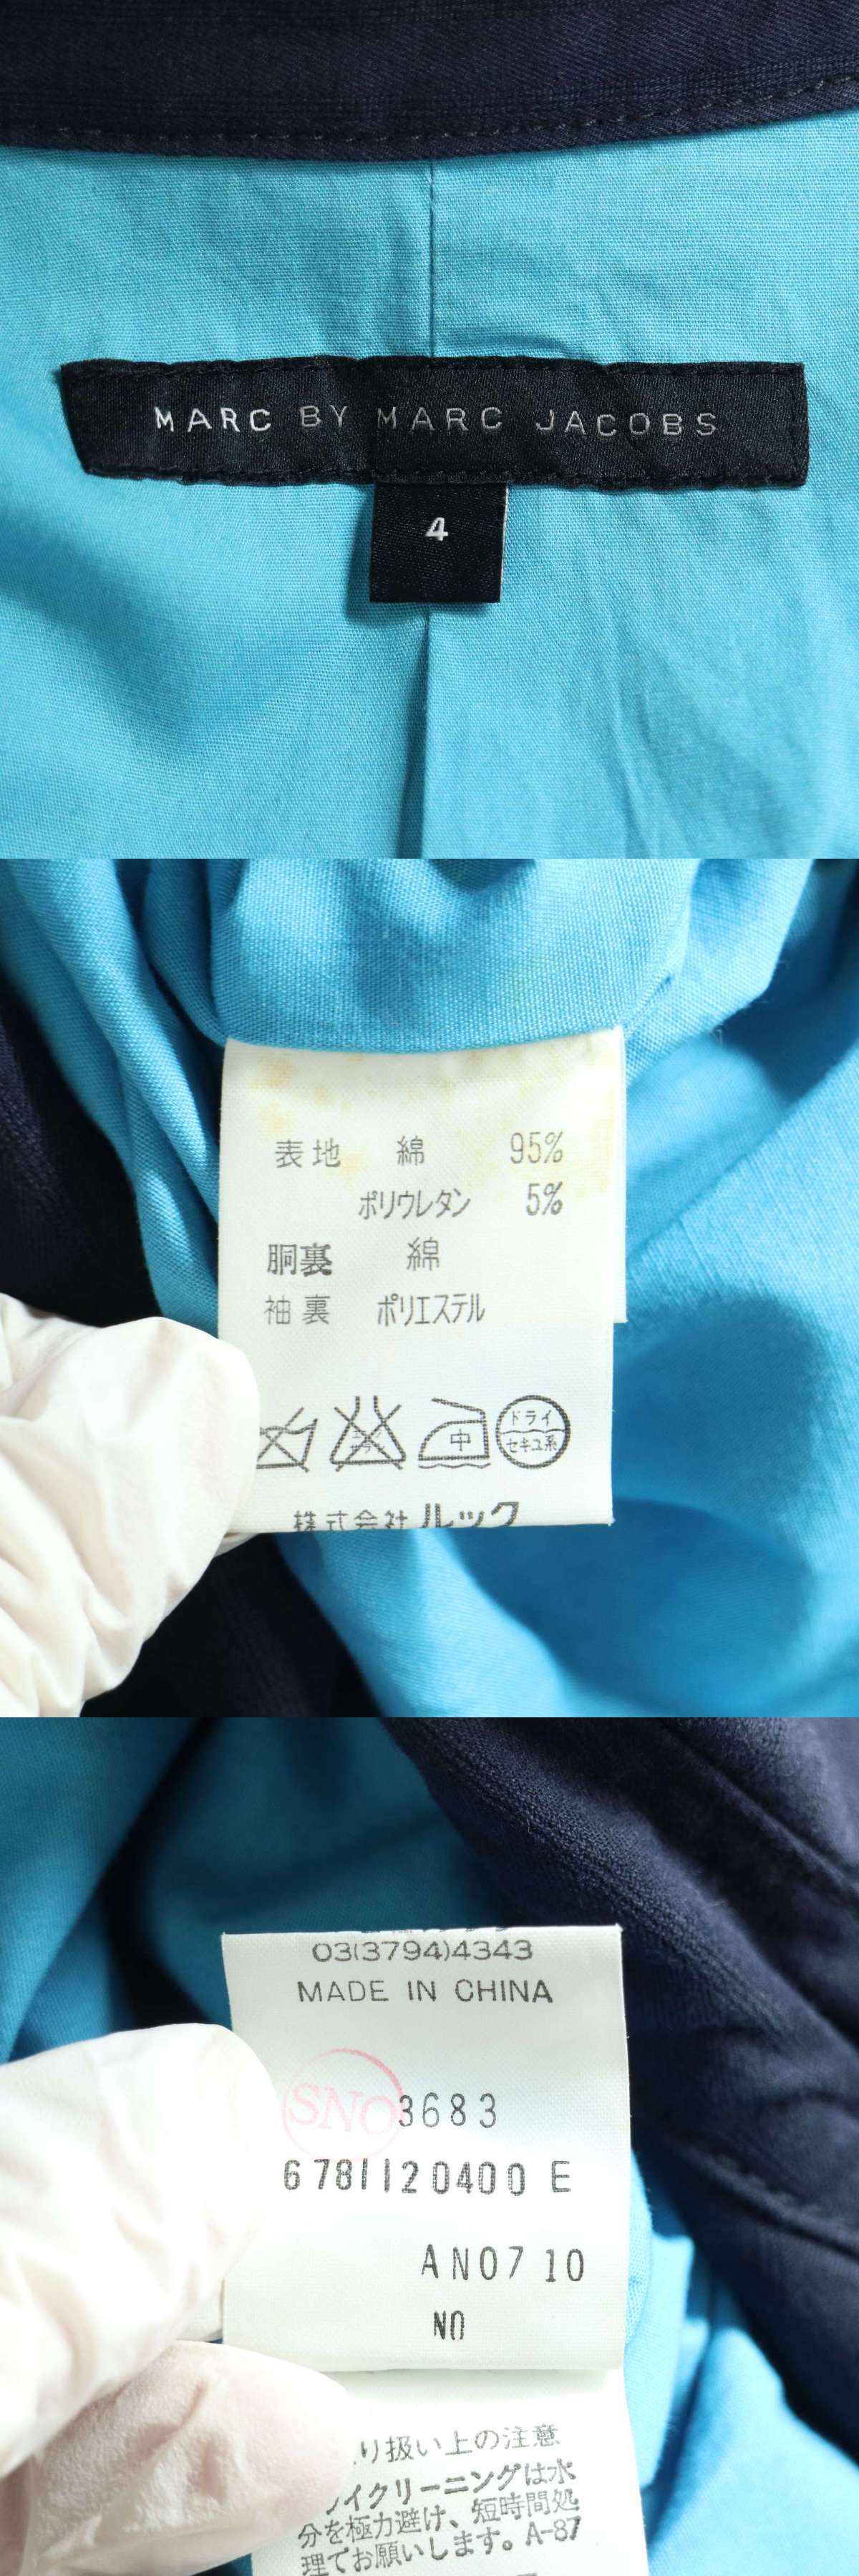 MARC BY MARC JACOBS
4
表地 綿 95%
ポリウレタン 5%
胴裏 綿
袖裏 ポリエステル
中 ドライ
セキユ系
株式会社ルック
03(3794)4343
MADE IN CHINA
SNO 3683
6781120400 E
AN0710
NO
り扱い上の注意
イクリーニングは水
分を極力避け、短時間処
理でお願いします。A-87